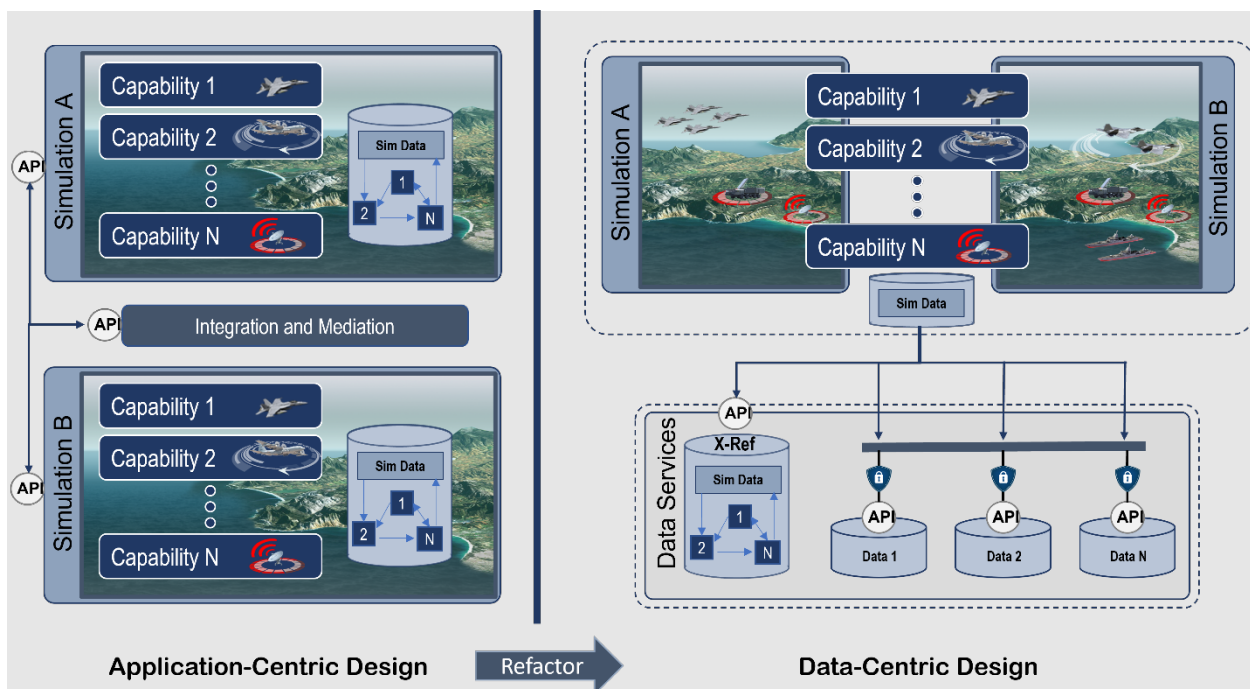 Simulation A
Capability 1
Capability 2
Capability N
Sim Data
1
2
N
API
API
Integration and Mediation
Simulation B
Capability 1
Capability 2
Capability N
Sim Data
1
2
N
API
Application-Centric Design
Refactor
Simulation A
Capability 1
Capability 2
Capability N
Simulation B
Sim Data
Data Services
API
X-Ref
Sim Data
1
2
N
API
Data 1
API
Data 2
API
Data N
Data-Centric Design